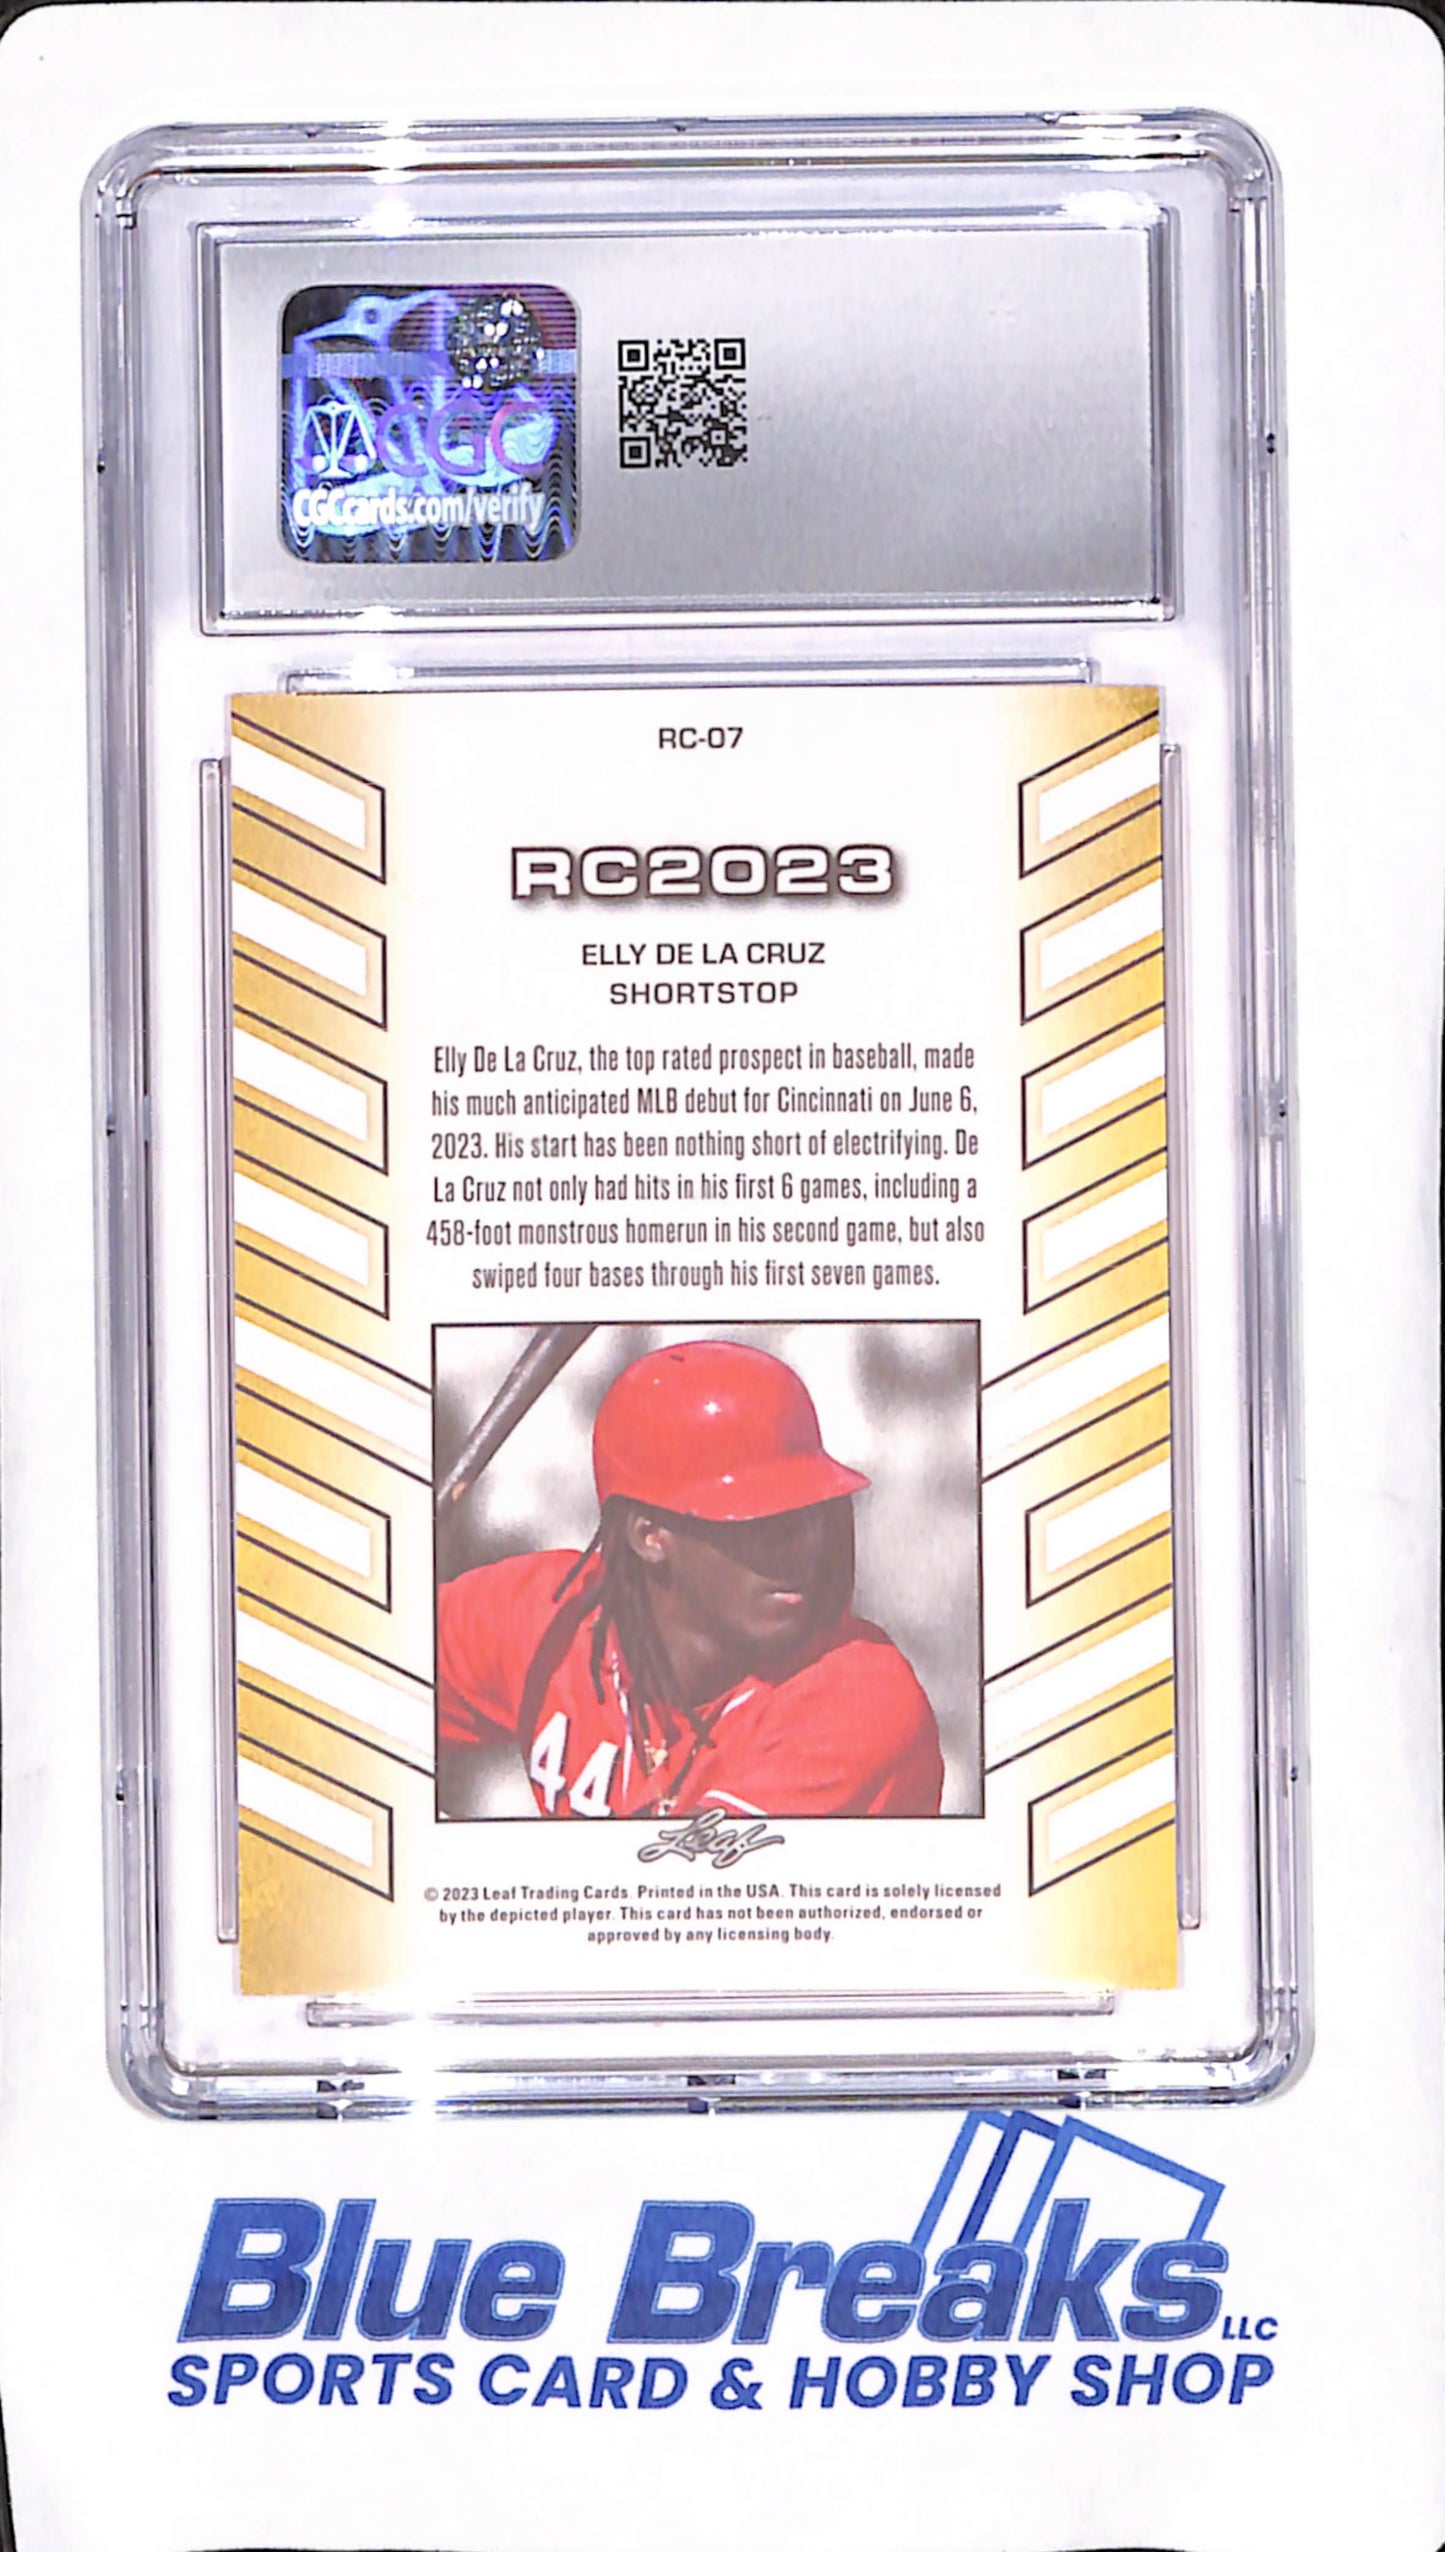 CGC
CGCcards.com/verify
RC-07
RC2023
ELLY DE LA CRUZ
SHORTSTOP
Elly De La Cruz, the top rated prospect in baseball, made
his much anticipated MLB debut for Cincinnati on June 6,
2023. His start has been nothing short of electrifying. De
La Cruz not only had hits in his first 6 games, including a
458-foot monstrous homerun in his second game, but also
swiped four bases through his first seven games.
44
Leaf
© 2023 Leaf Trading Cards. Printed in the USA. This card is solely licensed
by the depicted player. This card has not been authorized, endorsed or
approved by any licensing body.
Blue Breaks LLC
SPORTS CARD & HOBBY SHOP